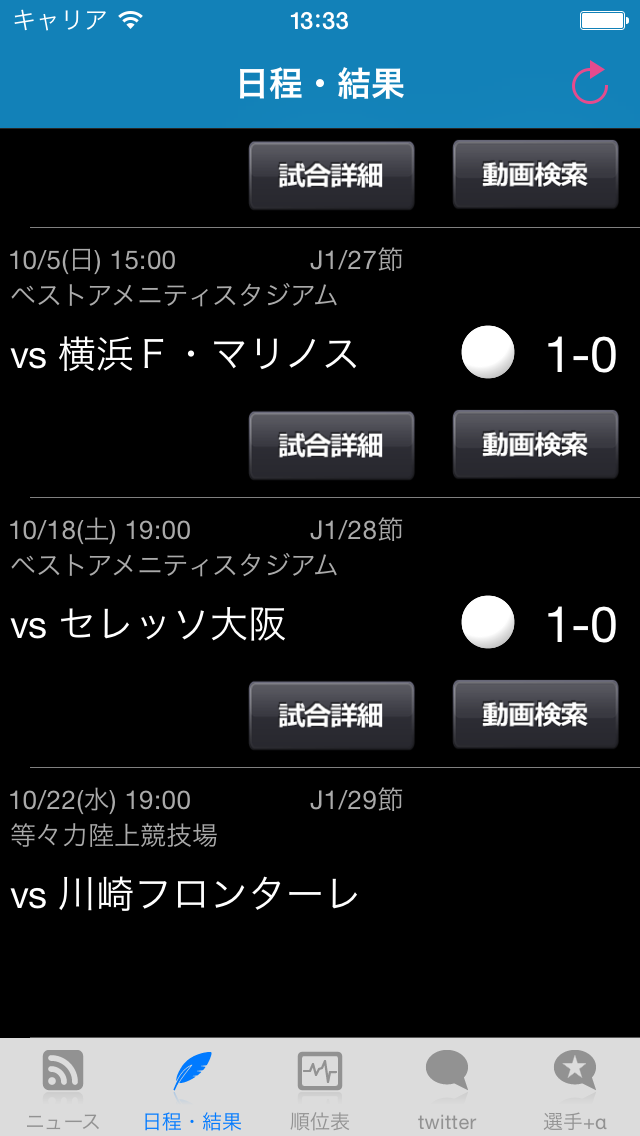 キャリア 13:33
日程・結果
試合詳細 動画検索
10/5(日) 15:00 J1/27節
ベストアメニティスタジアム
vs 横浜Ｆ・マリノス 1-0
試合詳細 動画検索
10/18(土) 19:00 J1/28節
ベストアメニティスタジアム
vs セレッソ大阪 1-0
試合詳細 動画検索
10/22(水) 19:00 J1/29節
等々力陸上競技場
vs 川崎フロンターレ
ニュース 日程・結果 順位表 twitter 選手+α